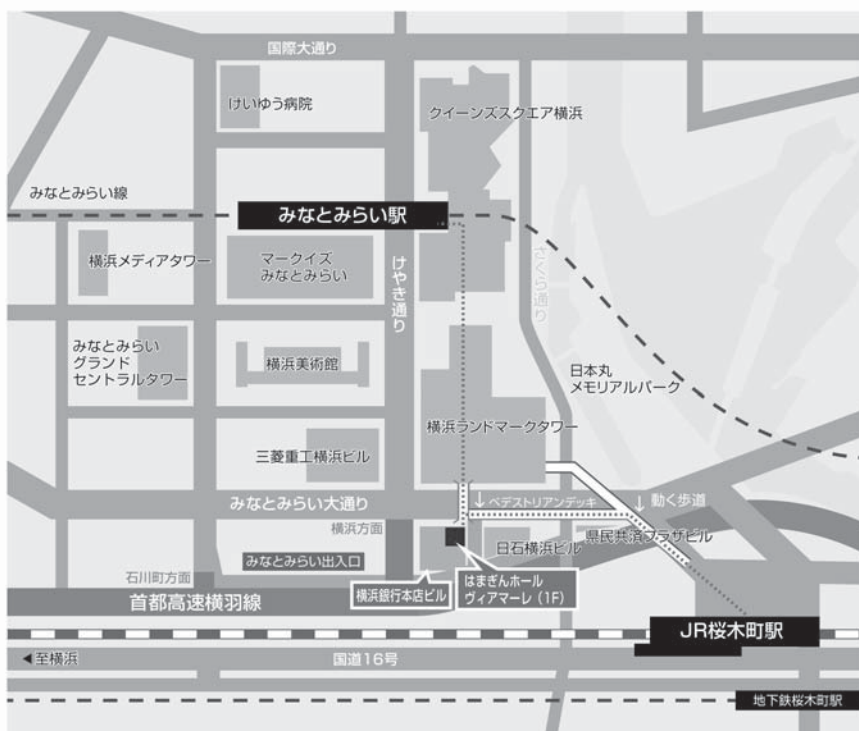 国際大通り
けいゆう病院
クイーンズスクエア横浜
みなとみらい線
みなとみらい駅
横浜メディアタワー
マークイズ
みなとみらい
けやき通り
さくら通り
みなとみらい
グランド
セントラルタワー
横浜美術館
日本丸
メモリアルパーク
横浜ランドマークタワー
三菱重工横浜ビル
みなとみらい大通り
↓ペデストリアンデッキ
↓動く歩道
横浜方面
日石横浜ビル
県民共済プラザビル
みなとみらい出入口
石川町方面
横浜銀行本店ビル
はまぎんホール
ヴィアマーレ（1F）
首都高速横羽線
JR桜木町駅
◀至横浜
国道16号
地下鉄桜木町駅